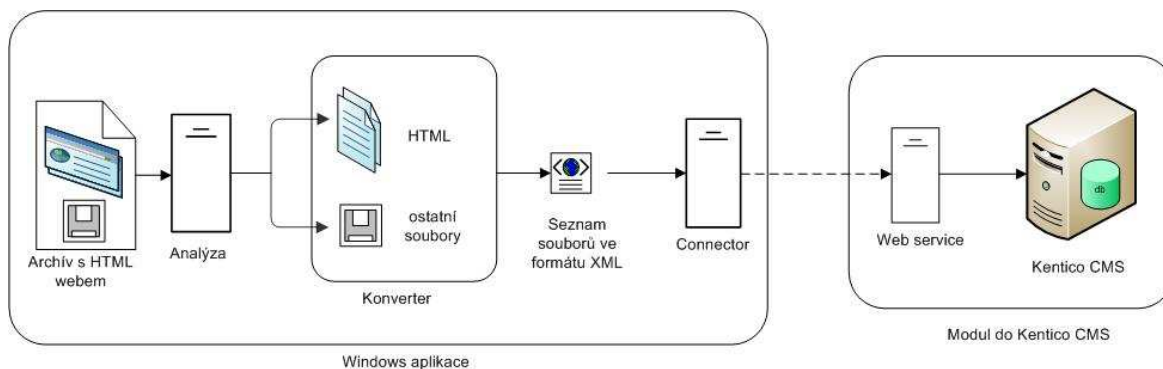 Archív s HTML
webem
Analýza
HTML
ostatní
soubory
Konverter
Seznam
souborů ve
formátu XML
Connector
Windows aplikace
Web service
db
Kentico CMS
Modul do Kentico CMS